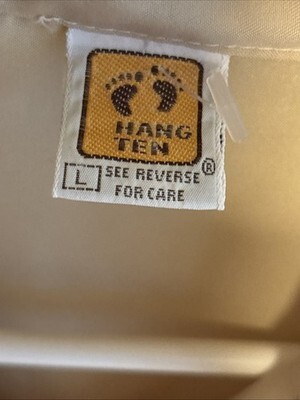 HANG
TEN
®
L SEE REVERSE
FOR CARE